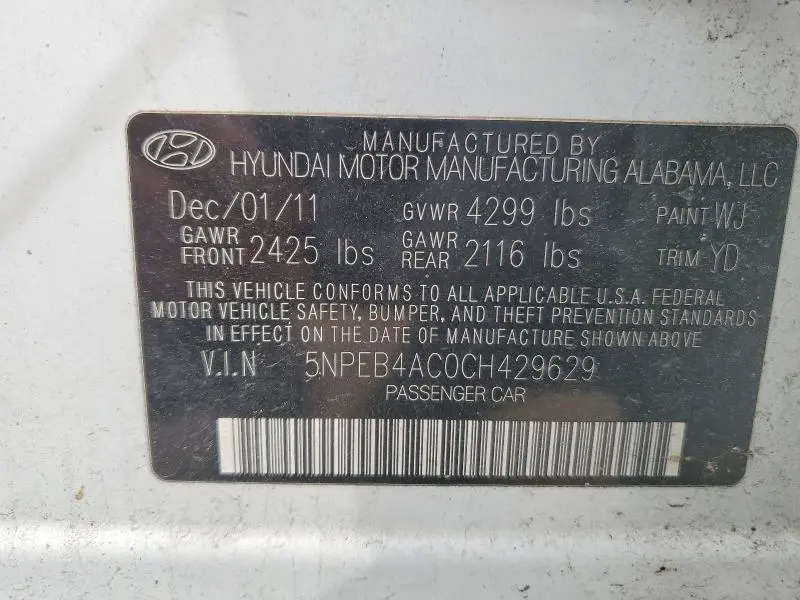 MANUFACTURED BY
HYUNDAI MOTOR MANUFACTURING ALABAMA, LLC
Dec/01/11 GVWR 4299 lbs PAINT WJ
GAWR FRONT 2425 lbs GAWR REAR 2116 lbs TRIM YD
THIS VEHICLE CONFORMS TO ALL APPLICABLE U.S.A. FEDERAL
MOTOR VEHICLE SAFETY, BUMPER, AND THEFT PREVENTION STANDARDS
IN EFFECT ON THE DATE OF MANUFACTURE SHOWN ABOVE
V.I.N 5NPEB4AC0CH429629
PASSENGER CAR